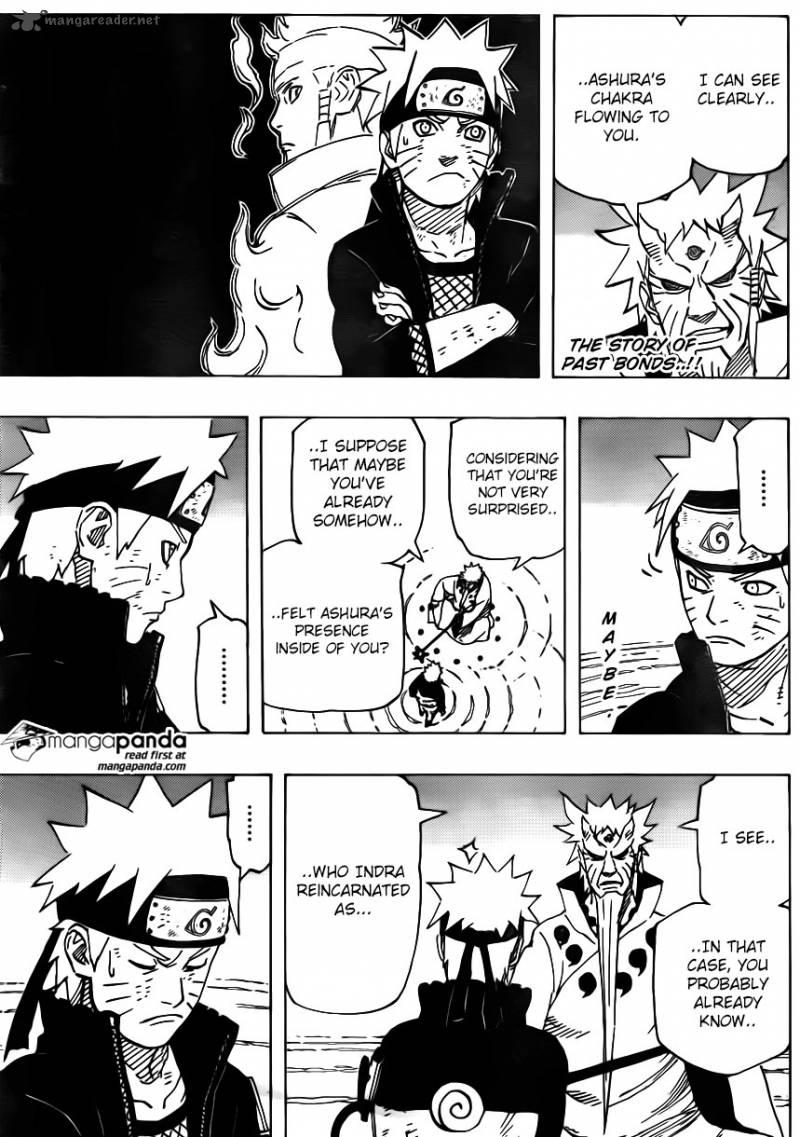 mangareader.net
I CAN SEE
CLEARLY..
..ASHURA'S
CHAKRA
FLOWING TO
YOU.
THE STORY OF
PAST BONDS..!!
.......
MAYBE.
CONSIDERING
THAT YOU'RE
NOT VERY
SURPRISED..
..I SUPPOSE
THAT MAYBE
YOU'VE
ALREADY
SOMEHOW..
..FELT ASHURA'S
PRESENCE
INSIDE OF YOU?
.......
mangapanda
read first at
mangapanda.com
I SEE..
..IN THAT
CASE, YOU
PROBABLY
ALREADY
KNOW..
..WHO INDRA
REINCARNATED
AS...
.......